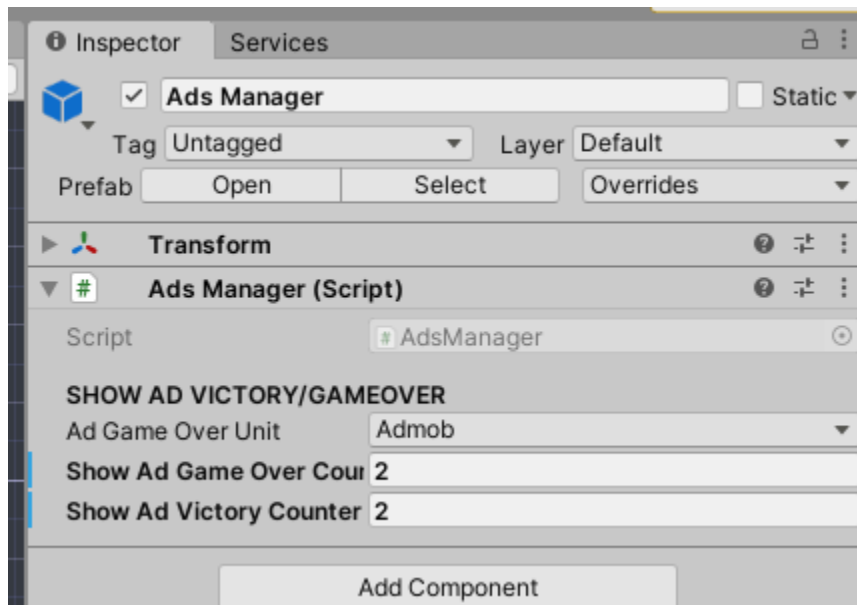 Inspector Services
Ads Manager Static
Tag Untagged Layer Default
Prefab Open Select Overrides
Transform
# Ads Manager (Script)
Script # AdsManager
SHOW AD VICTORY/GAMEOVER
Ad Game Over Unit Admob
Show Ad Game Over Cour 2
Show Ad Victory Counter 2
Add Component